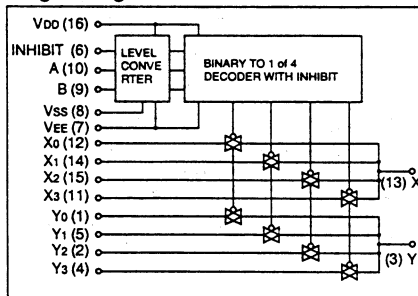 VDD (16)
INHIBIT (6)
A (10)
B (9)
VSS (8)
VEE (7)
LEVEL
CONVE
RTER
BINARY TO 1 of 4
DECODER WITH INHIBIT
X0 (12)
X1 (14)
X2 (15)
X3 (11)
Y0 (1)
Y1 (5)
Y2 (2)
Y3 (4)
(13) X
(3) Y